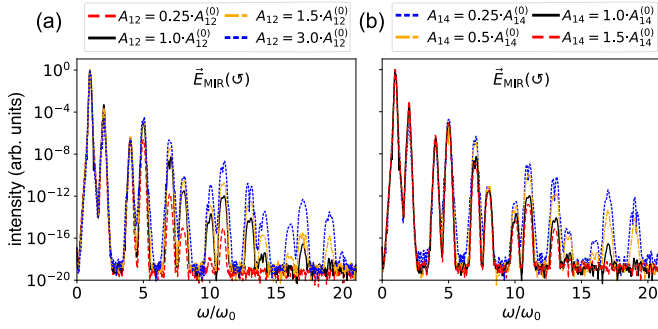 (a)
A₁₂ = 0.25·A₁₂⁽⁰⁾ A₁₂ = 1.5·A₁₂⁽⁰⁾
A₁₂ = 1.0·A₁₂⁽⁰⁾ A₁₂ = 3.0·A₁₂⁽⁰⁾
(b)
A₁₄ = 0.25·A₁₄⁽⁰⁾ A₁₄ = 1.0·A₁₄⁽⁰⁾
A₁₄ = 0.5·A₁₄⁽⁰⁾ A₁₄ = 1.5·A₁₄⁽⁰⁾
intensity (arb. units)
10⁰
10⁻⁴
10⁻⁸
10⁻¹²
10⁻¹⁶
10⁻²⁰
E⃗_MIR(↺)
0 5 10 15 20
ω/ω₀
E⃗_MIR(↺)
0 5 10 15 20
ω/ω₀